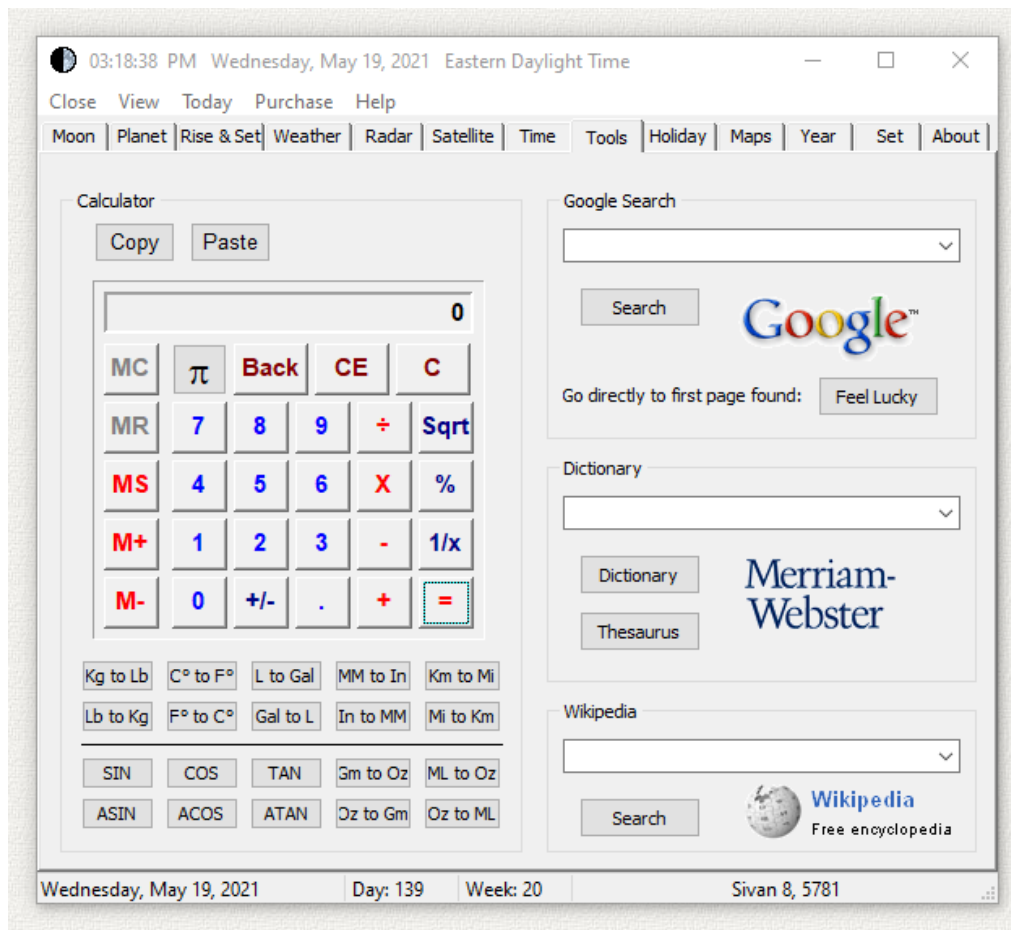 03:18:38 PM Wednesday, May 19, 2021 Eastern Daylight Time
Close View Today Purchase Help
Moon Planet Rise & Set Weather Radar Satellite Time Tools Holiday Maps Year Set About
Calculator
Copy Paste
0
MC π Back CE C
MR 7 8 9 ÷ Sqrt
MS 4 5 6 X %
M+ 1 2 3 - 1/x
M- 0 +/- . + =
Kg to Lb C° to F° L to Gal MM to In Km to Mi
Lb to Kg F° to C° Gal to L In to MM Mi to Km
SIN COS TAN Gm to Oz ML to Oz
ASIN ACOS ATAN Oz to Gm Oz to ML
Google Search
Search
Google™
Go directly to first page found: Feel Lucky
Dictionary
Dictionary
Thesaurus
Merriam-
Webster
Wikipedia
Search
Wikipedia
Free encyclopedia
Wednesday, May 19, 2021 Day: 139 Week: 20 Sivan 8, 5781